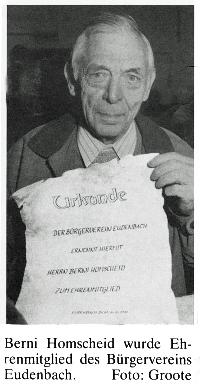 Urkunde
DER BÜRGERVEREIN EUDENBACH
ERNENNT HIERMIT
HERRN BERNI HOMSCHEID
ZUM EHRENMITGLIED
Berni Homscheid wurde Eh-
renmitglied des Bürgervereins
Eudenbach. Foto: Groote